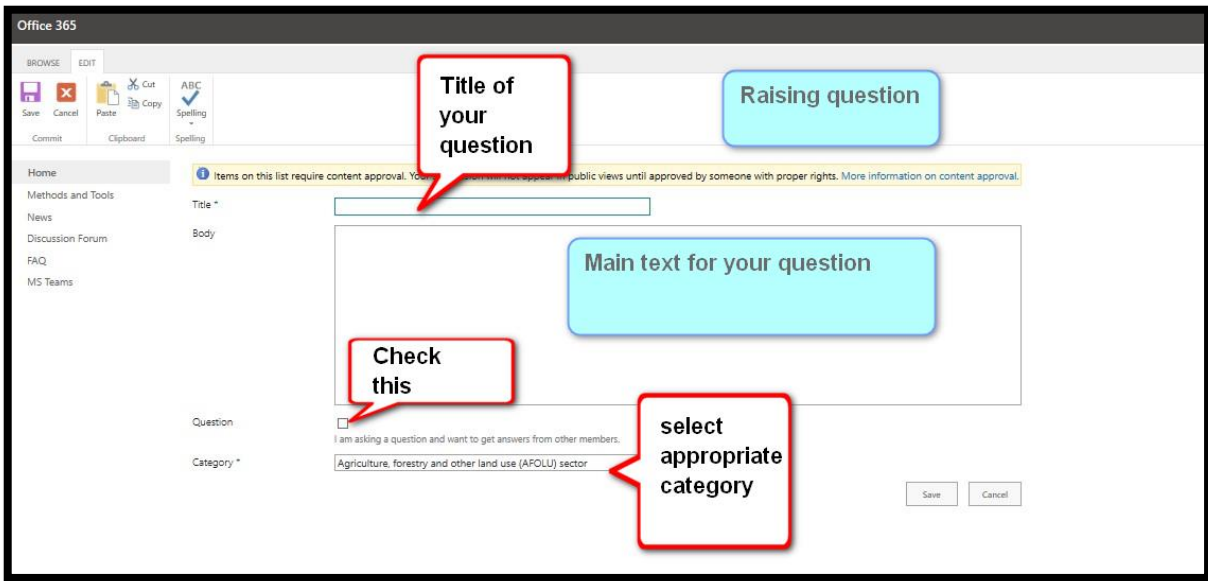 Office 365
BROWSE EDIT
Save Cancel Paste Cut Copy ABC Spelling
Commit Clipboard Spelling
Title of
your
question
Raising question
Home
Methods and Tools
News
Discussion Forum
FAQ
MS Teams
Items on this list require content approval. Your will not appear in public views until approved by someone with proper rights. More information on content approval.
Title *
Body
Main text for your question
Check
this
Question
I am asking a question and want to get answers from other members.
Category *
Agriculture, forestry and other land use (AFOLU) sector
select
appropriate
category
Save Cancel